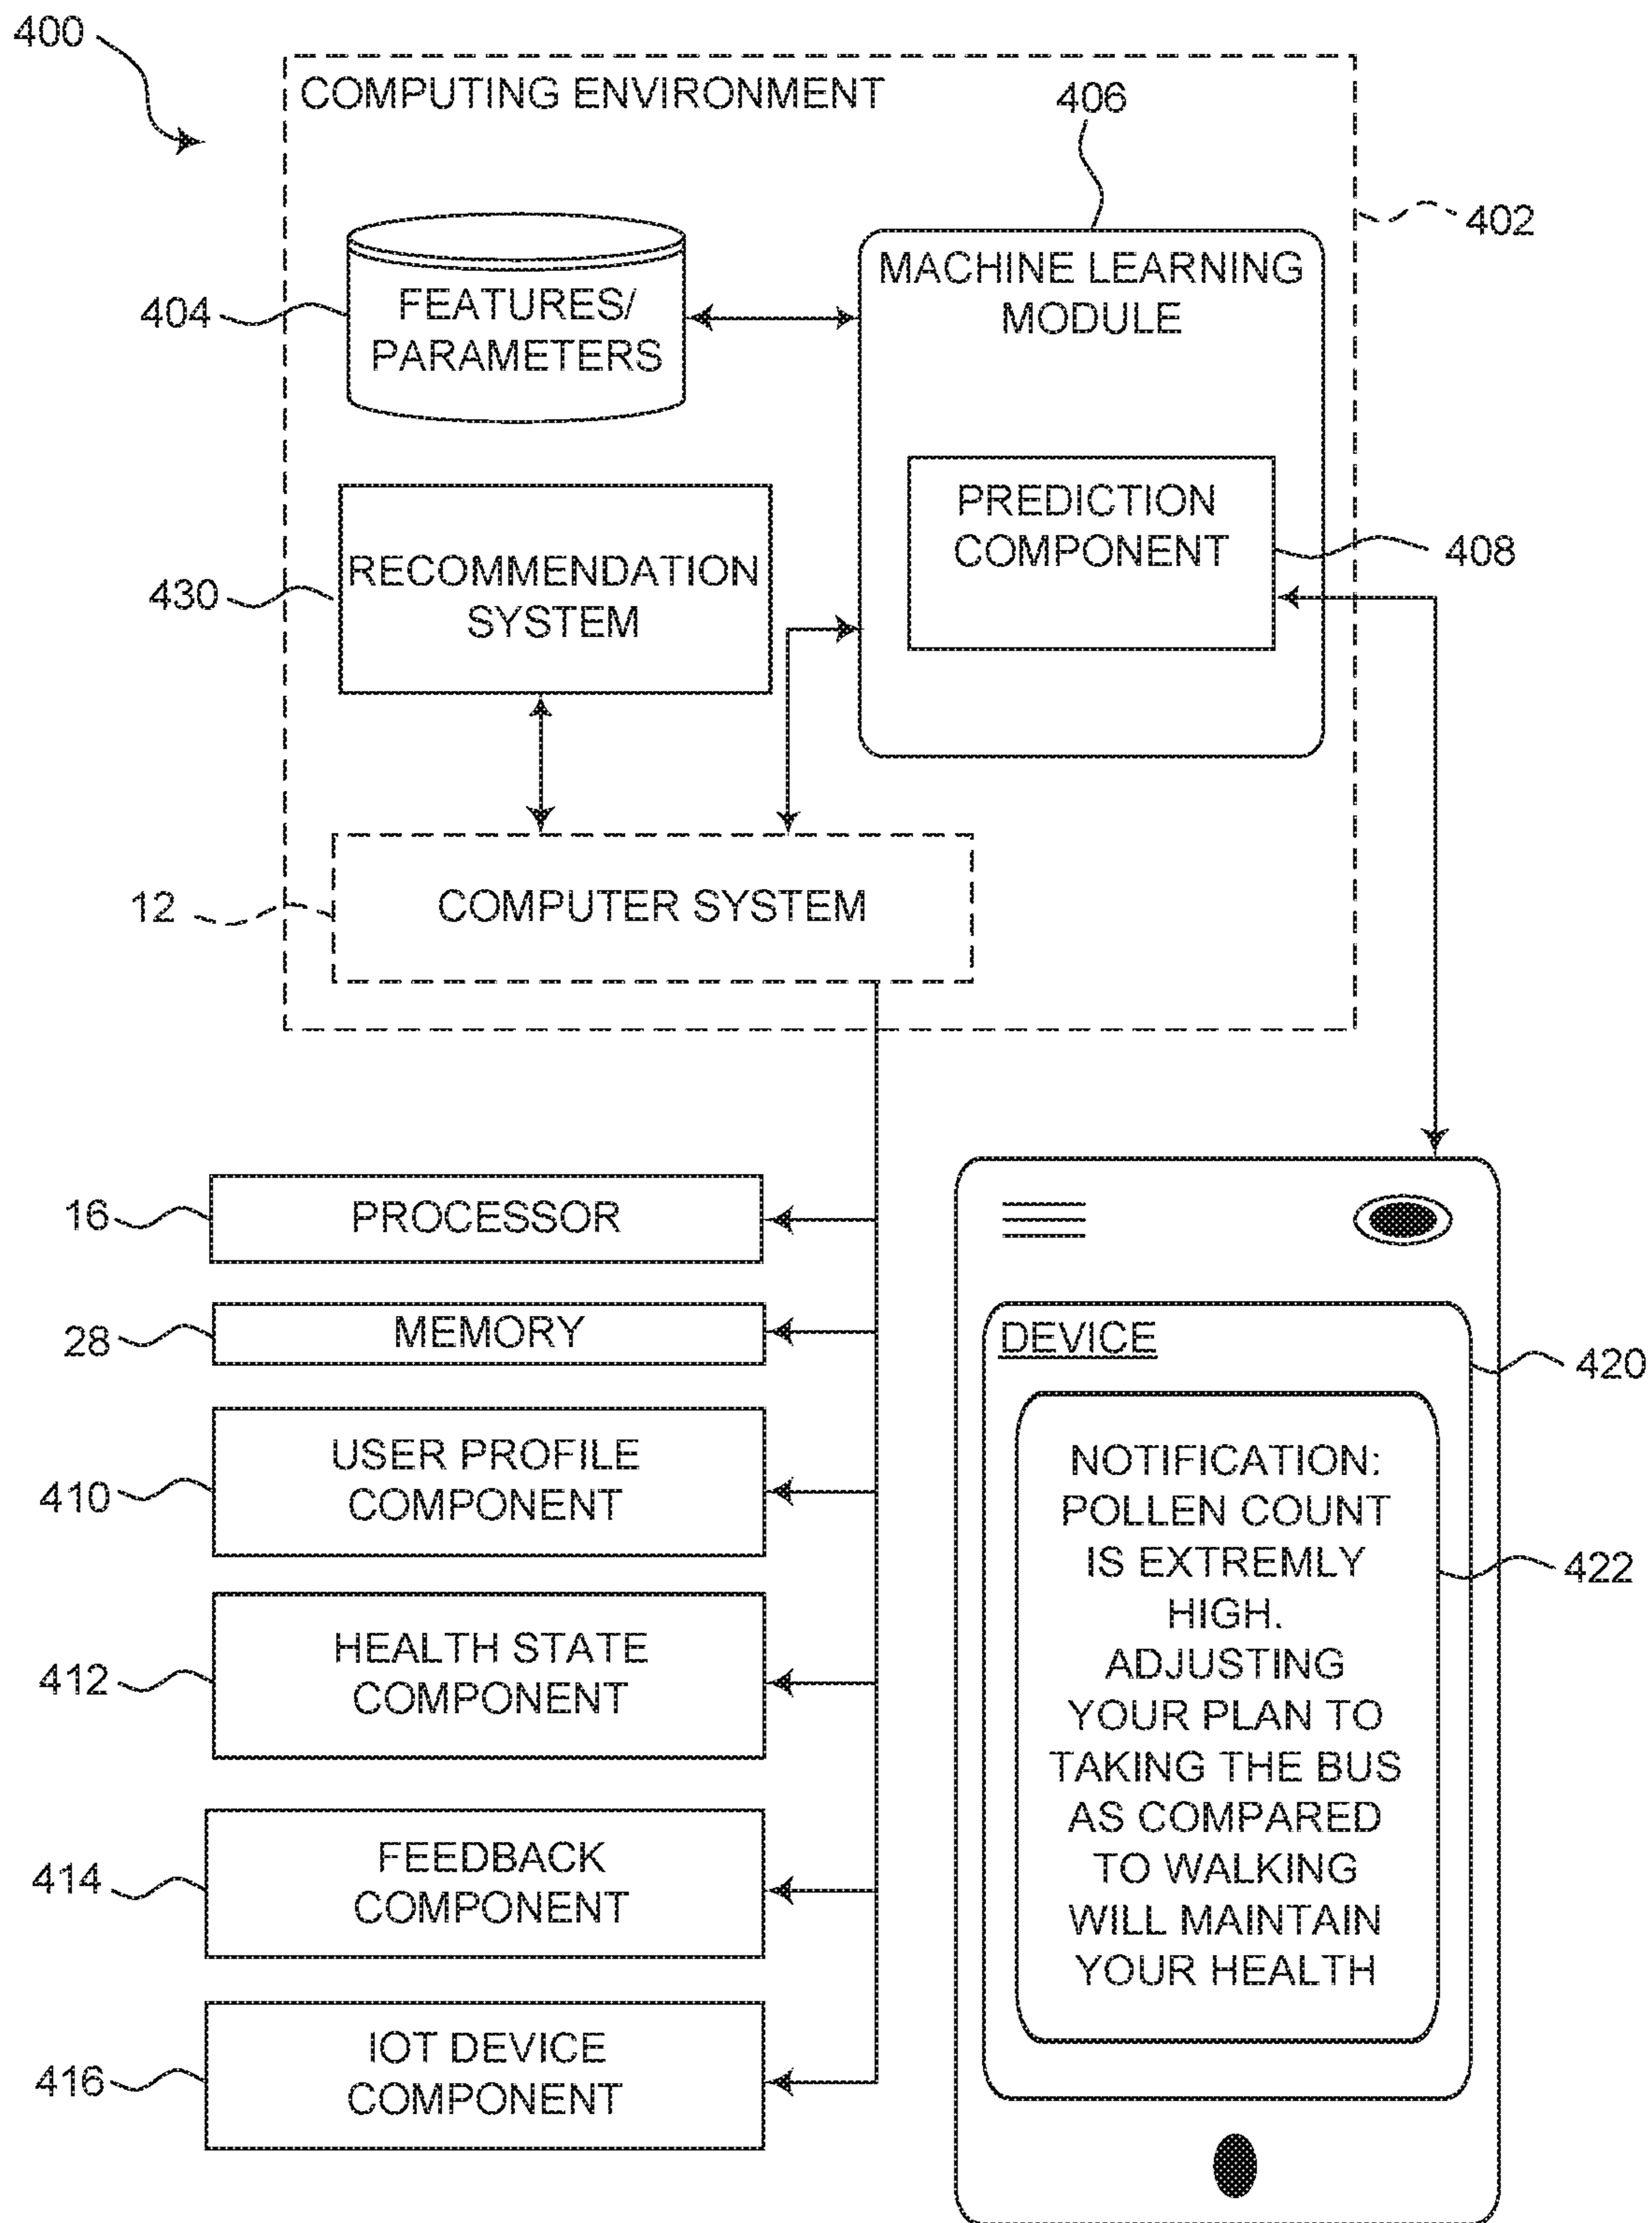 400
COMPUTING ENVIRONMENT
406
402
MACHINE LEARNING
MODULE
404
FEATURES/
PARAMETERS
PREDICTION
COMPONENT
408
430
RECOMMENDATION
SYSTEM
12
COMPUTER SYSTEM
16
PROCESSOR
28
MEMORY
410
USER PROFILE
COMPONENT
412
HEALTH STATE
COMPONENT
414
FEEDBACK
COMPONENT
416
IOT DEVICE
COMPONENT
DEVICE
420
NOTIFICATION:
POLLEN COUNT
IS EXTREMLY
HIGH.
ADJUSTING
YOUR PLAN TO
TAKING THE BUS
AS COMPARED
TO WALKING
WILL MAINTAIN
YOUR HEALTH
422